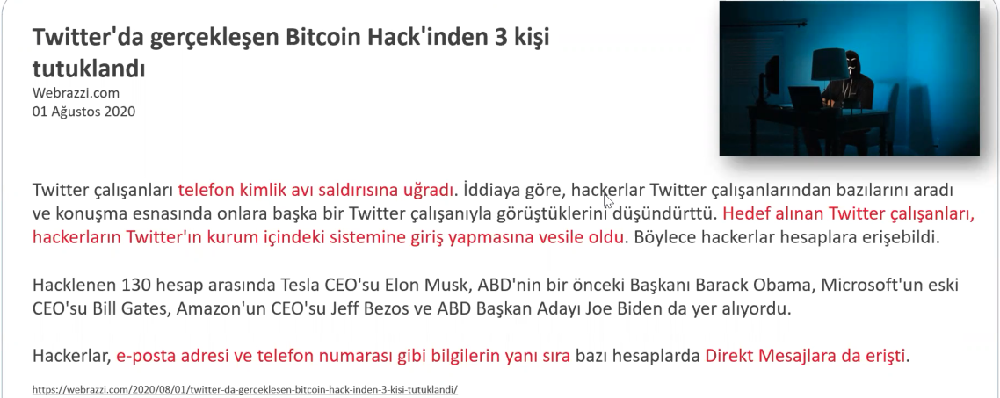 Twitter'da gerçekleşen Bitcoin Hack'inden 3 kişi
tutuklandı
Webrazzi.com
01 Ağustos 2020
Twitter çalışanları telefon kimlik avı saldırısına uğradı. İddiaya göre, hackerlar Twitter çalışanlarından bazılarını aradı
ve konuşma esnasında onlara başka bir Twitter çalışanıyla görüştüklerini düşündürttü. Hedef alınan Twitter çalışanları,
hackerların Twitter'ın kurum içindeki sistemine giriş yapmasına vesile oldu. Böylece hackerlar hesaplara erişebildi.
Hacklenen 130 hesap arasında Tesla CEO'su Elon Musk, ABD'nin bir önceki Başkanı Barack Obama, Microsoft'un eski
CEO'su Bill Gates, Amazon'un CEO'su Jeff Bezos ve ABD Başkan Adayı Joe Biden da yer alıyordu.
Hackerlar, e-posta adresi ve telefon numarası gibi bilgilerin yanı sıra bazı hesaplarda Direkt Mesajlara da erişti.
https://webrazzi.com/2020/08/01/twitter-da-gerceklesen-bitcoin-hack-inden-3-kisi-tutuklandi/